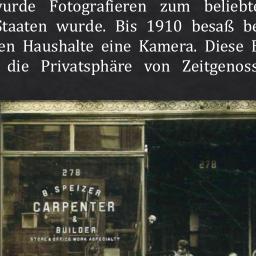 wurde Fotografieren zum beliebte
Staaten wurde. Bis 1910 besaß be
en Haushalte eine Kamera. Diese E
die Privatsphäre von Zeitgenoss
278
278
B. SPEIZER
CARPENTER
&
BUILDER
STORE & OFFICE WORK A SPECIALTY